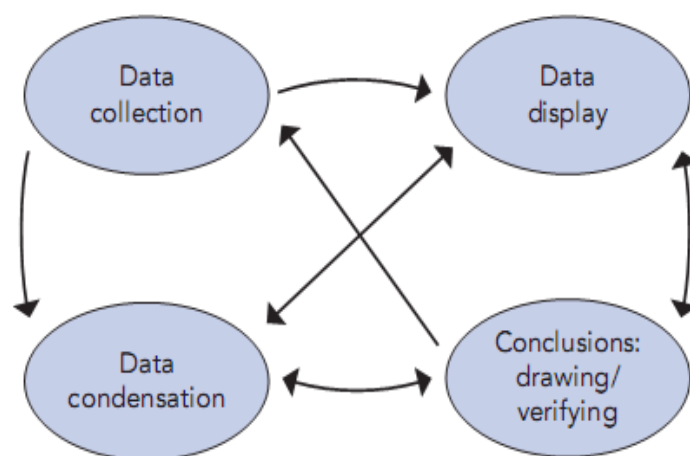 Data
collection
Data
display
Data
condensation
Conclusions:
drawing/
verifying